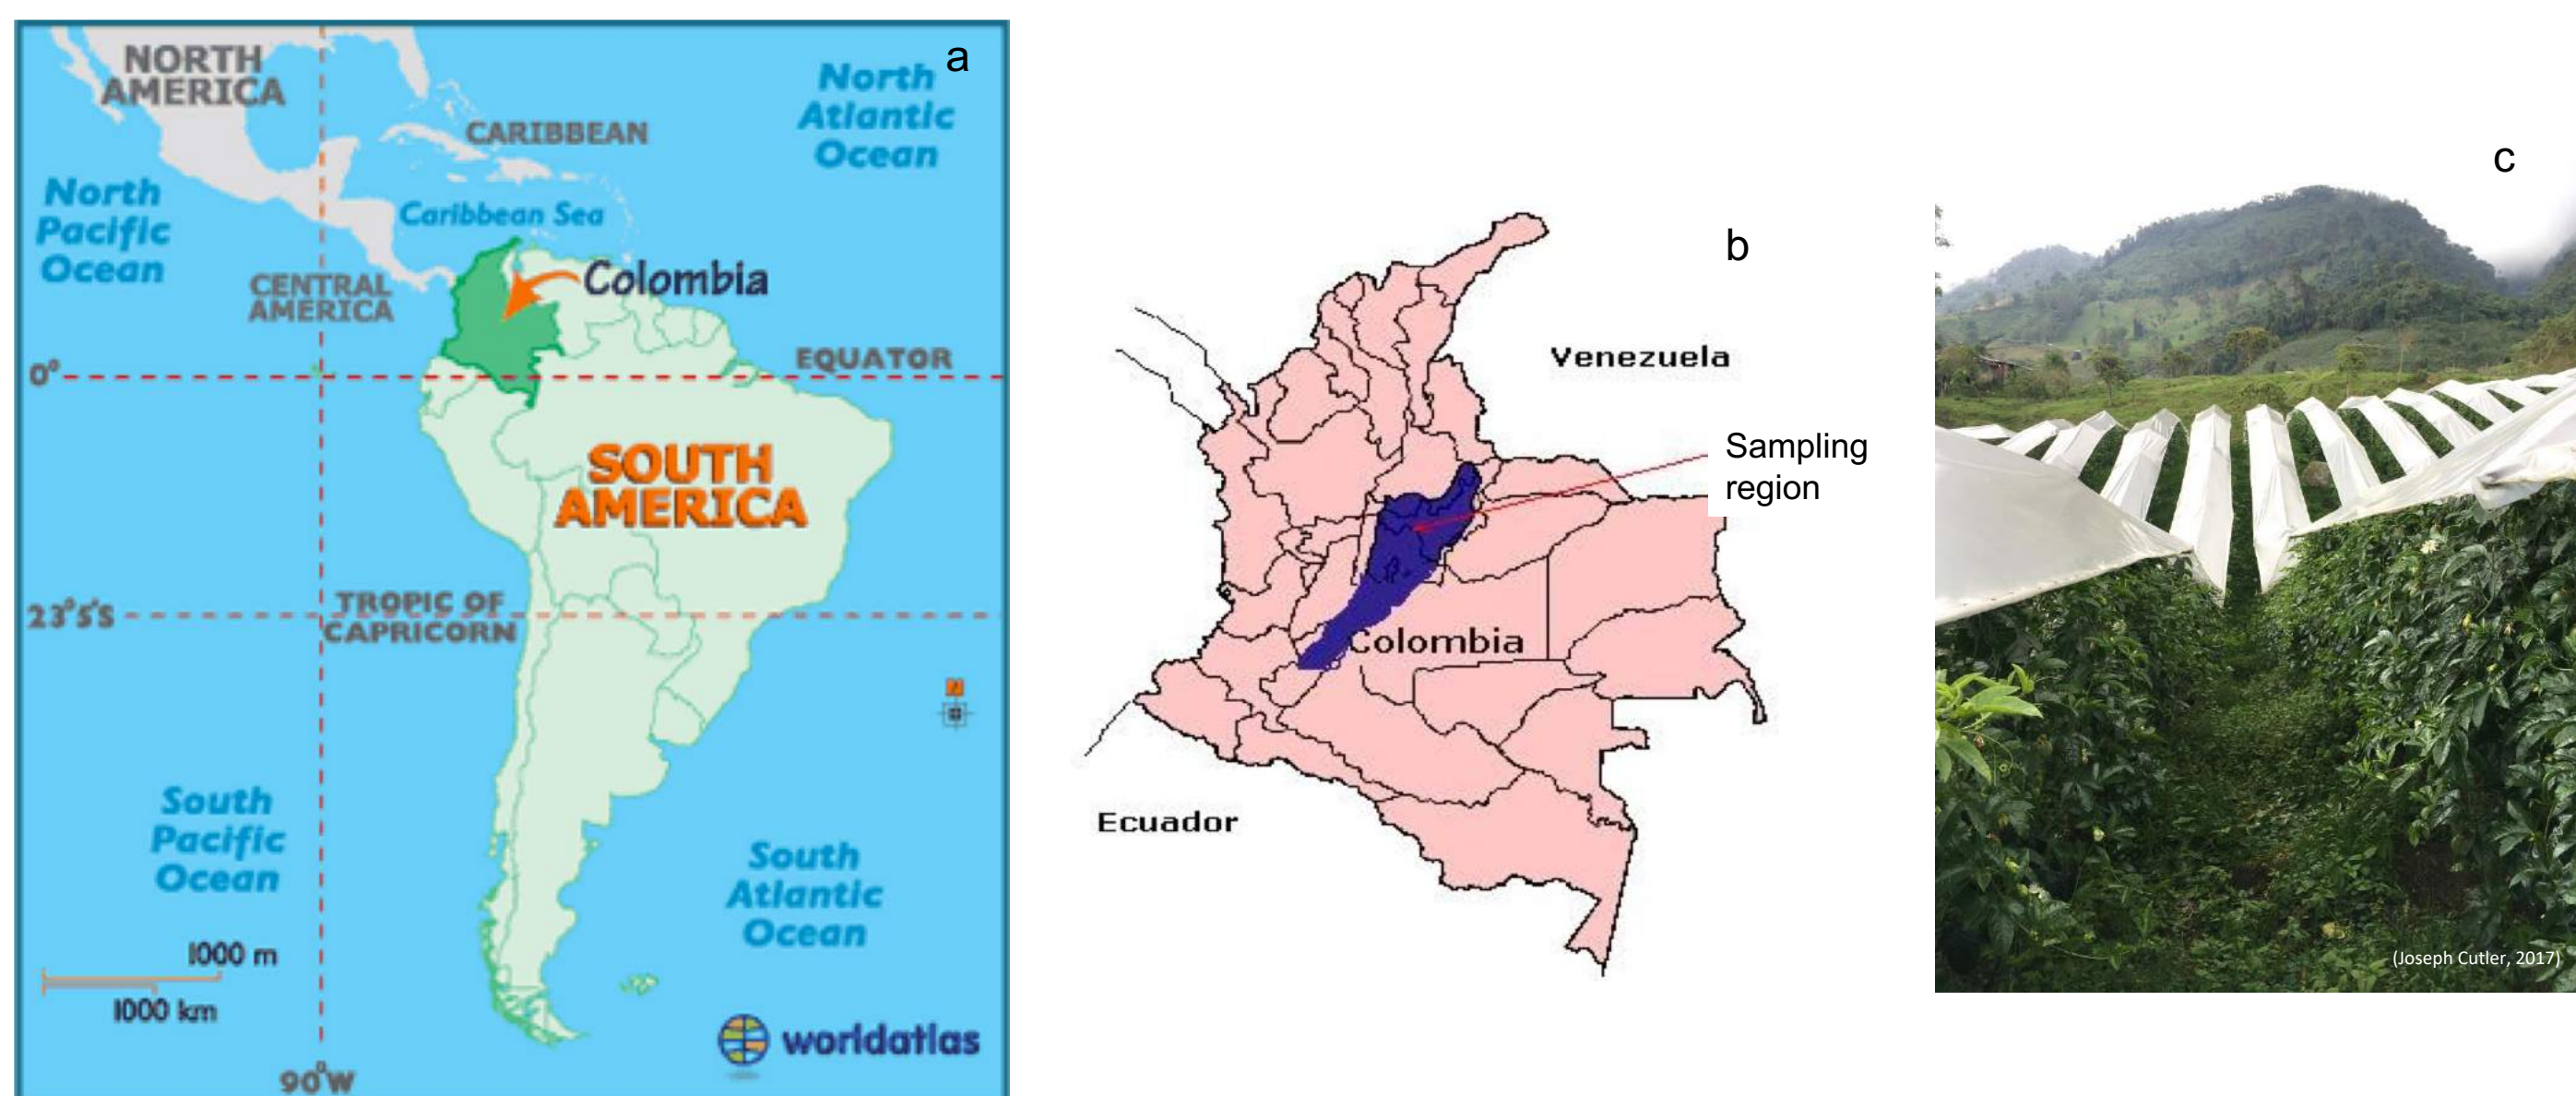 a
NORTH
AMERICA
North
Atlantic
Ocean
CARIBBEAN
North
Pacific
Ocean
Caribbean Sea
Colombia
CENTRAL
AMERICA
EQUATOR
0°
SOUTH
AMERICA
TROPIC OF
CAPRICORN
23°5'S
N
South
Pacific
Ocean
South
Atlantic
Ocean
1000 m
1000 km
worldatlas
90°W
b
Venezuela
Sampling
region
Colombia
Ecuador
c
(Joseph Cutler, 2017)